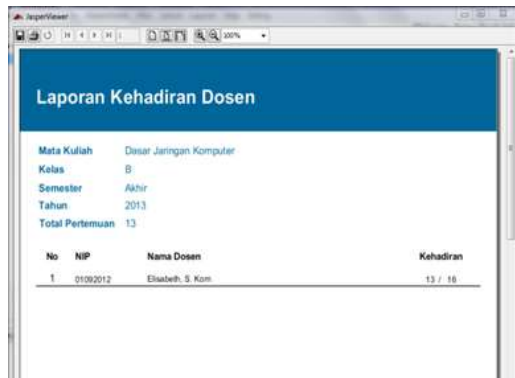 JasperViewer
100%
Laporan Kehadiran Dosen
Mata Kuliah Dasar Jaringan Komputer
Kelas B
Semester Akhir
Tahun 2013
Total Pertemuan 13
No NIP Nama Dosen Kehadiran
1 01092012 Elisabeth, S. Kom 13 / 16